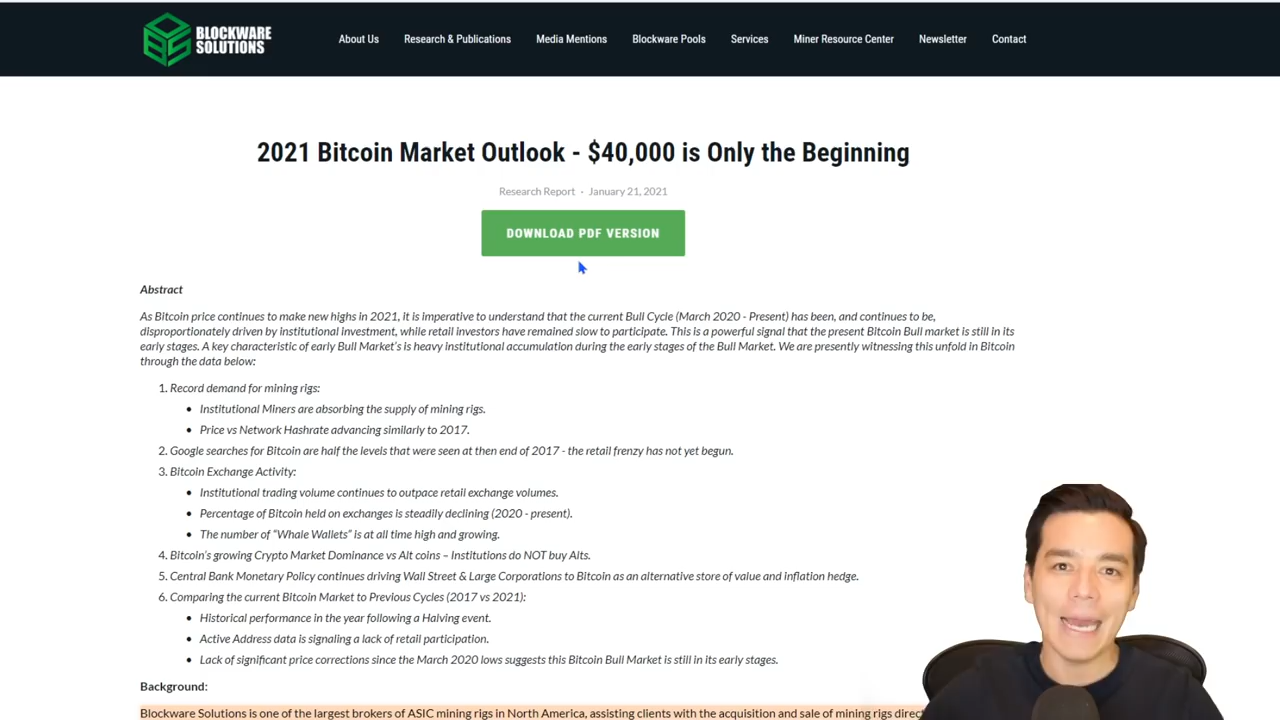 BLOCKWARE
SOLUTIONS
About Us
Research & Publications
Media Mentions
Blockware Pools
Services
Miner Resource Center
Newsletter
Contact
2021 Bitcoin Market Outlook - $40,000 is Only the Beginning
Research Report - January 21, 2021
DOWNLOAD PDF VERSION
Abstract
As Bitcoin price continues to make new highs in 2021, it is imperative to understand that the current Bull Cycle (March 2020 - Present) has been, and continues to be,
disproportionately driven by institutional investment, while retail investors have remained slow to participate. This is a powerful signal that the present Bitcoin Bull market is still in its
early stages. A key characteristic of early Bull Market's is heavy institutional accumulation during the early stages of the Bull Market. We are presently witnessing this unfold in Bitcoin
through the data below:
1. Record demand for mining rigs:
• Institutional Miners are absorbing the supply of mining rigs.
• Price vs Network Hashrate advancing similarly to 2017.
2. Google searches for Bitcoin are half the levels that were seen at then end of 2017 - the retail frenzy has not yet begun.
3. Bitcoin Exchange Activity:
• Institutional trading volume continues to outpace retail exchange volumes.
• Percentage of Bitcoin held on exchanges is steadily declining (2020 - present).
• The number of “Whale Wallets” is at all time high and growing.
4. Bitcoin's growing Crypto Market Dominance vs Alt coins – Institutions do NOT buy Alts.
5. Central Bank Monetary Policy continues driving Wall Street & Large Corporations to Bitcoin as an alternative store of value and inflation hedge.
6. Comparing the current Bitcoin Market to Previous Cycles (2017 vs 2021):
• Historical performance in the year following a Halving event.
• Active Address data is signaling a lack of retail participation.
• Lack of significant price corrections since the March 2020 lows suggests this Bitcoin Bull Market is still in its early stages.
Background:
Blockware Solutions is one of the largest brokers of ASIC mining rigs in North America, assisting clients with the acquisition and sale of mining rigs direct